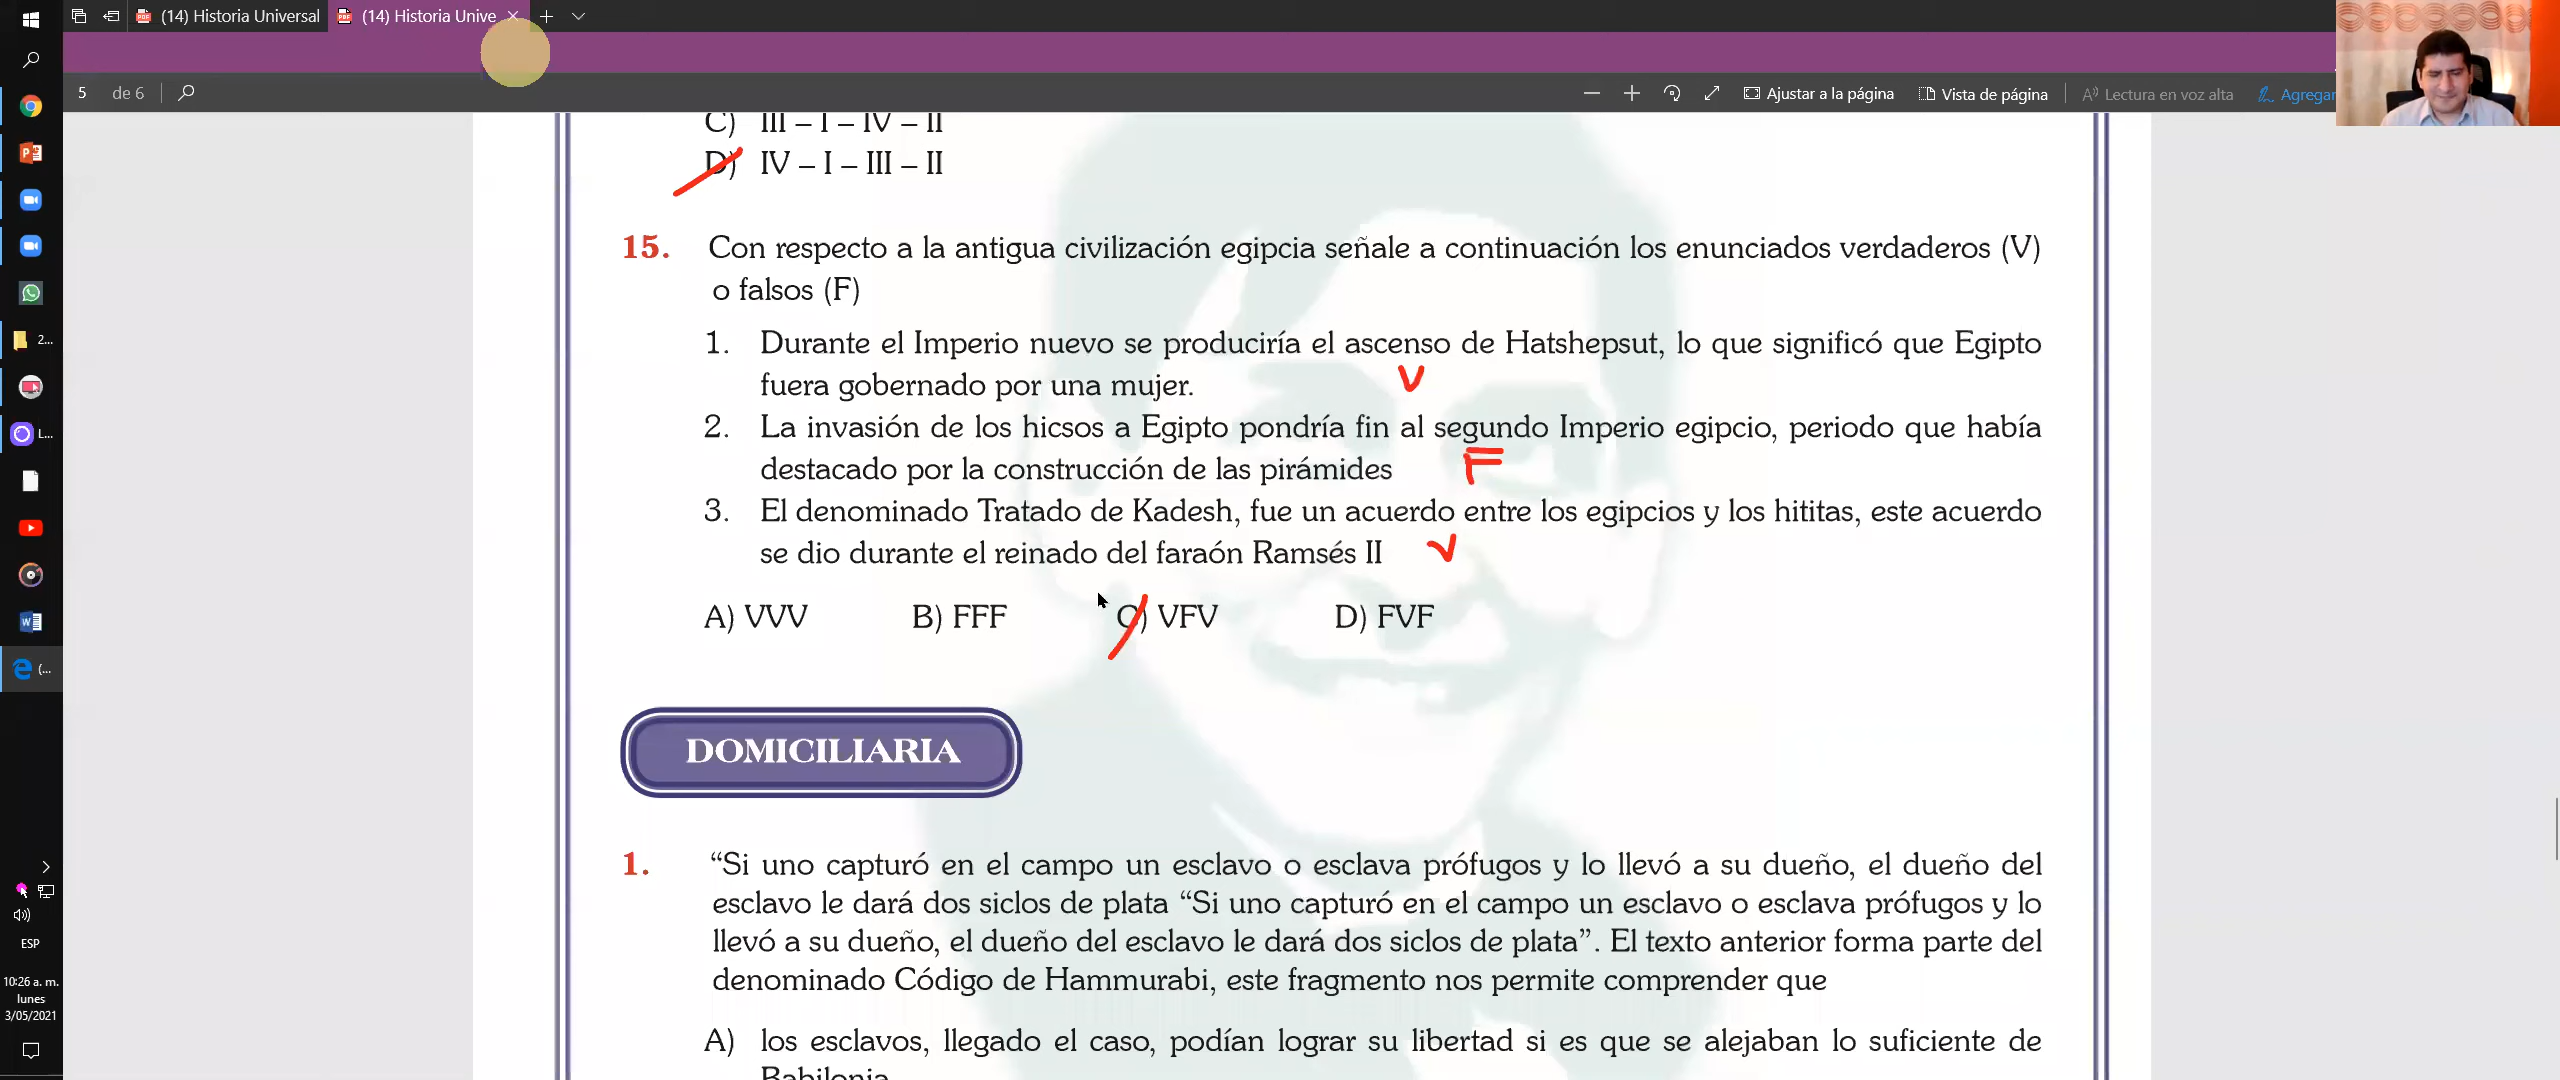 (14) Historia Universal
(14) Historia Unive
5 de 6
Ajustar a la página
Vista de página
Lectura en voz alta
Agregar
C) III – I – IV – II
D) IV – I – III – II
15. Con respecto a la antigua civilización egipcia señale a continuación los enunciados verdaderos (V)
o falsos (F)
1. Durante el Imperio nuevo se produciría el ascenso de Hatshepsut, lo que significó que Egipto
fuera gobernado por una mujer. V
2. La invasión de los hicsos a Egipto pondría fin al segundo Imperio egipcio, periodo que había
destacado por la construcción de las pirámides F
3. El denominado Tratado de Kadesh, fue un acuerdo entre los egipcios y los hititas, este acuerdo
se dio durante el reinado del faraón Ramsés II V
A) VVV B) FFF C) VFV D) FVF
DOMICILIARIA
1. “Si uno capturó en el campo un esclavo o esclava prófugos y lo llevó a su dueño, el dueño del
esclavo le dará dos siclos de plata “Si uno capturó en el campo un esclavo o esclava prófugos y lo
llevó a su dueño, el dueño del esclavo le dará dos siclos de plata”. El texto anterior forma parte del
denominado Código de Hammurabi, este fragmento nos permite comprender que
A) los esclavos, llegado el caso, podían lograr su libertad si es que se alejaban lo suficiente de
Babilonia
2...
L...
(...
ESP
10:26 a. m.
lunes
3/05/2021